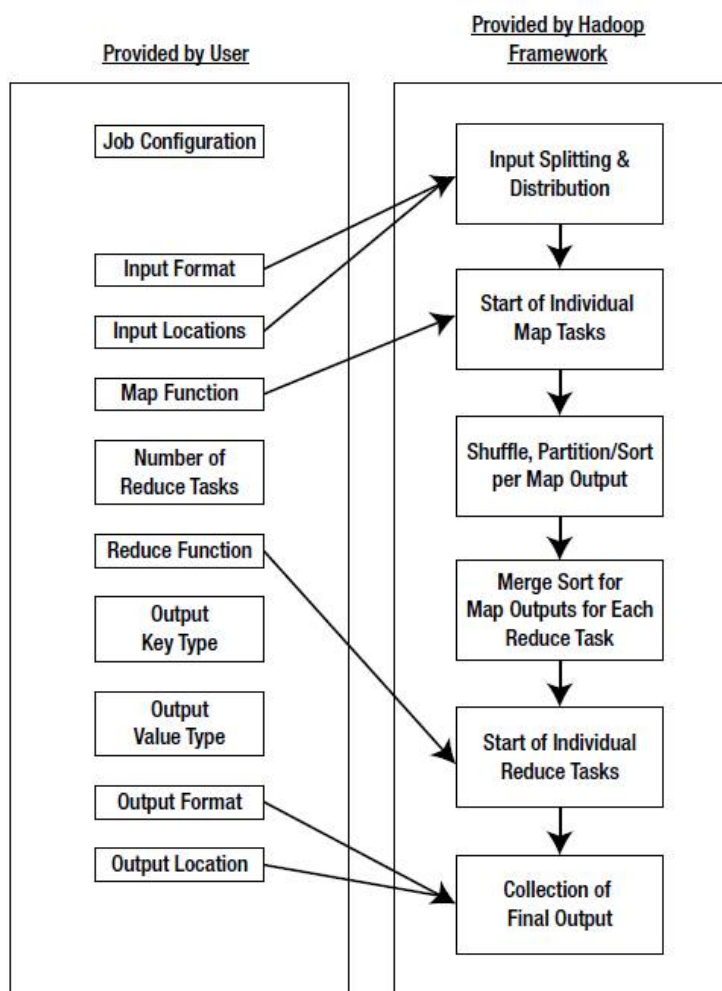 Provided by User
Job Configuration
Input Format
Input Locations
Map Function
Number of
Reduce Tasks
Reduce Function
Output
Key Type
Output
Value Type
Output Format
Output Location
Provided by Hadoop
Framework
Input Splitting &
Distribution
Start of Individual
Map Tasks
Shuffle, Partition/Sort
per Map Output
Merge Sort for
Map Outputs for Each
Reduce Task
Start of Individual
Reduce Tasks
Collection of
Final Output